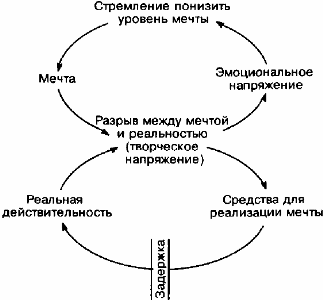 Стремление понизить
уровень мечты
Мечта
Эмоциональное
напряжение
Разрыв между мечтой
и реальностью
(творческое
напряжение)
Реальная
действительность
Средства для
реализации мечты
Задержка